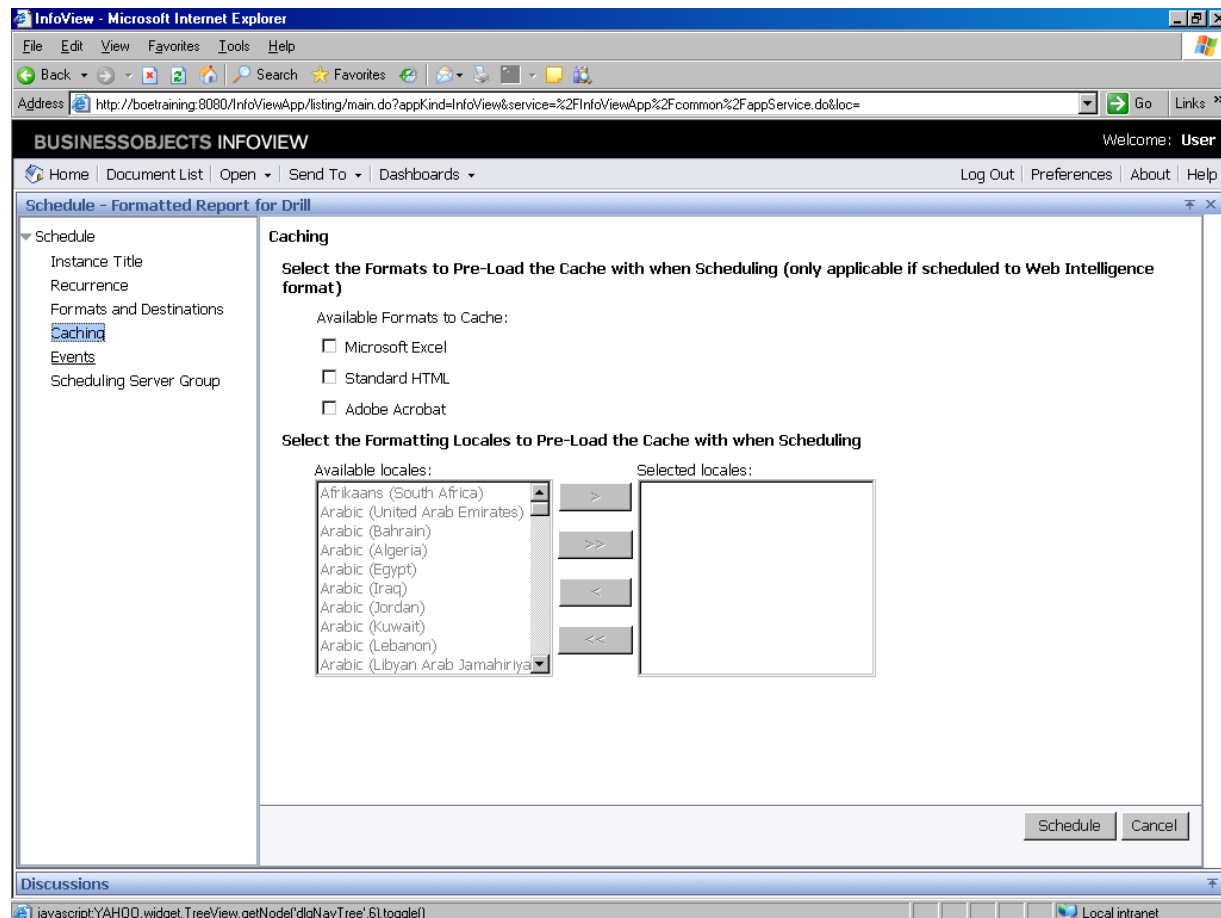 InfoView - Microsoft Internet Explorer
File Edit View Favorites Tools Help
Back Search Favorites
Address http://boetraining:8080/InfoViewApp/listing/main.do?appKind=InfoView&service=%2FInfoViewApp%2Fcommon%2FappService.do&loc= Go Links »
BUSINESSOBJECTS INFOVIEW Welcome: User
Home Document List Open Send To Dashboards Log Out Preferences About Help
Schedule - Formatted Report for Drill
Schedule
Instance Title
Recurrence
Formats and Destinations
Caching
Events
Scheduling Server Group
Caching
Select the Formats to Pre-Load the Cache with when Scheduling (only applicable if scheduled to Web Intelligence
format)
Available Formats to Cache:
Microsoft Excel
Standard HTML
Adobe Acrobat
Select the Formatting Locales to Pre-Load the Cache with when Scheduling
Available locales:
Afrikaans (South Africa)
Arabic (United Arab Emirates)
Arabic (Bahrain)
Arabic (Algeria)
Arabic (Egypt)
Arabic (Iraq)
Arabic (Jordan)
Arabic (Kuwait)
Arabic (Lebanon)
Arabic (Libyan Arab Jamahiriya
>
>>
<
<<
Selected locales:
Schedule Cancel
Discussions
javascript:YAHOO.widget.TreeView.getNode('dlgNavTree',6).toggle() Local intranet